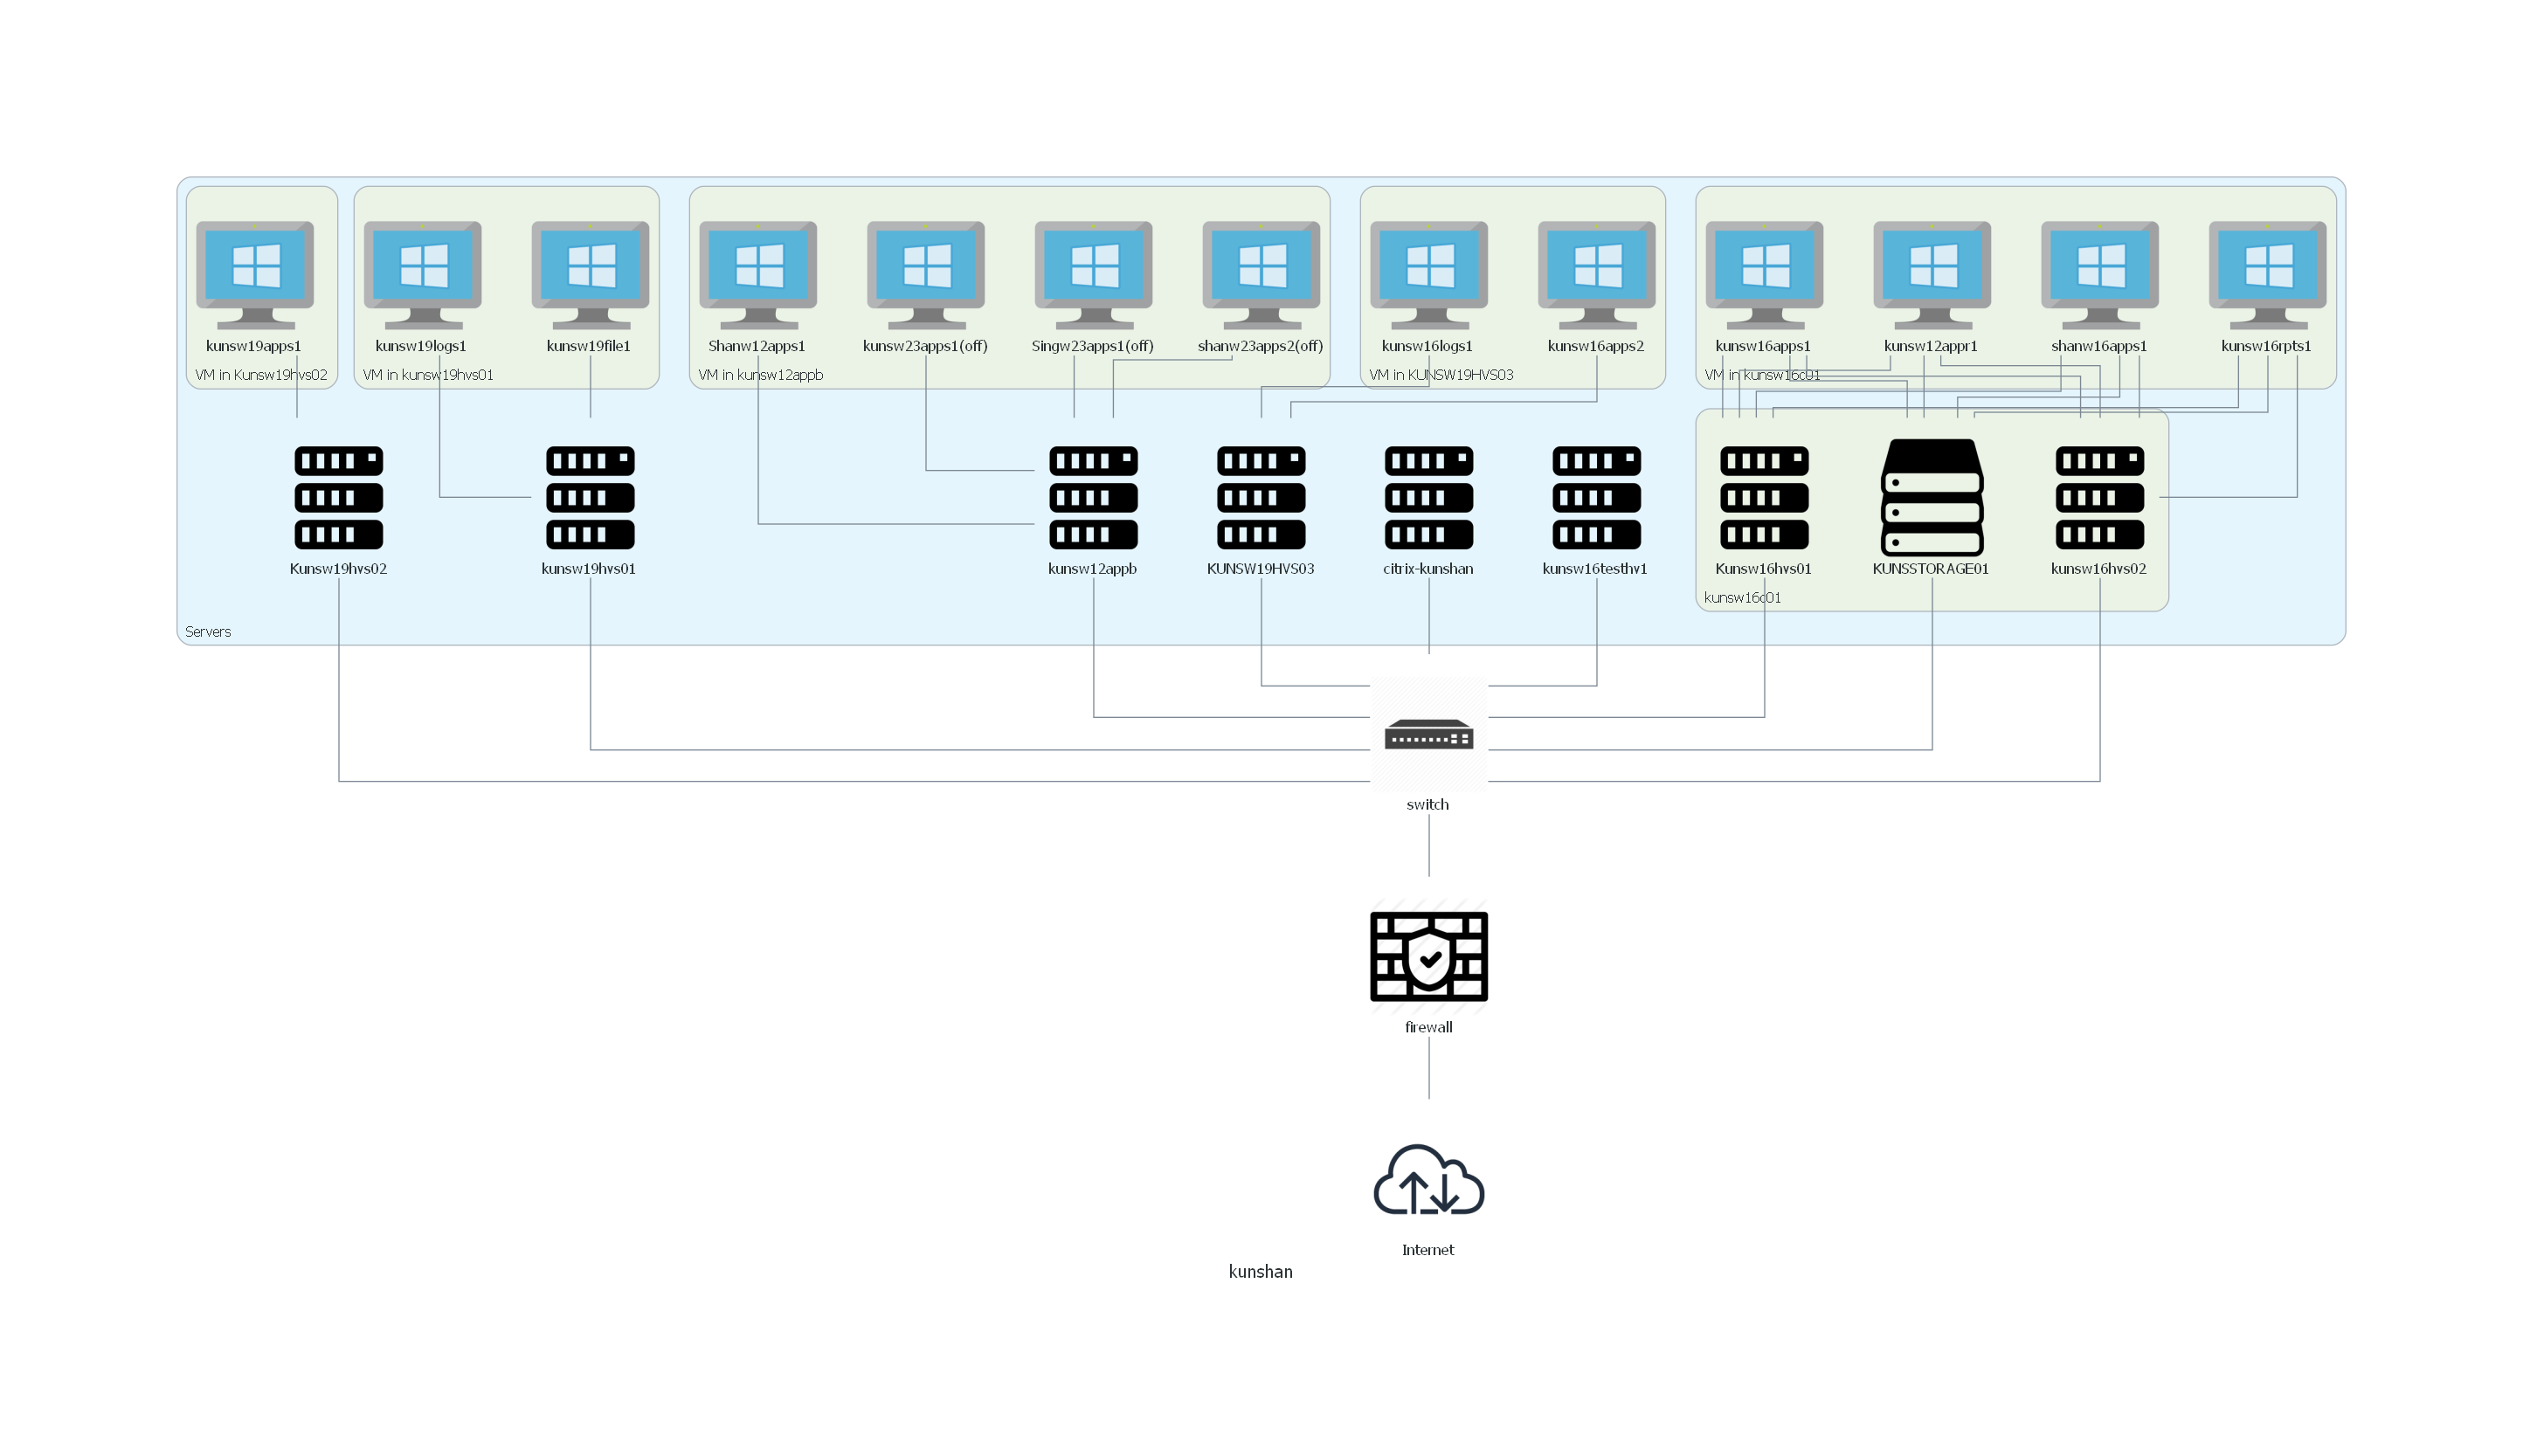 kunsw19apps1
kunsw19logs1
kunsw19file1
Shanw12apps1
kunsw23apps1(off)
Singw23apps1(off)
shanw23apps2(off)
kunsw16logs1
kunsw16apps2
kunsw16apps1
kunsw12appr1
shanw16apps1
kunsw16rpts1
VM in Kunsw19hvs02
VM in kunsw19hvs01
VM in kunsw12appb
VM in KUNSW19HVS03
VM in kunsw16c01
Kunsw19hvs02
kunsw19hvs01
kunsw12appb
KUNSW19HVS03
citrix-kunshan
kunsw16testhv1
Kunsw16hvs01
KUNSSTORAGE01
kunsw16hvs02
kunsw16c01
Servers
switch
firewall
Internet
kunshan